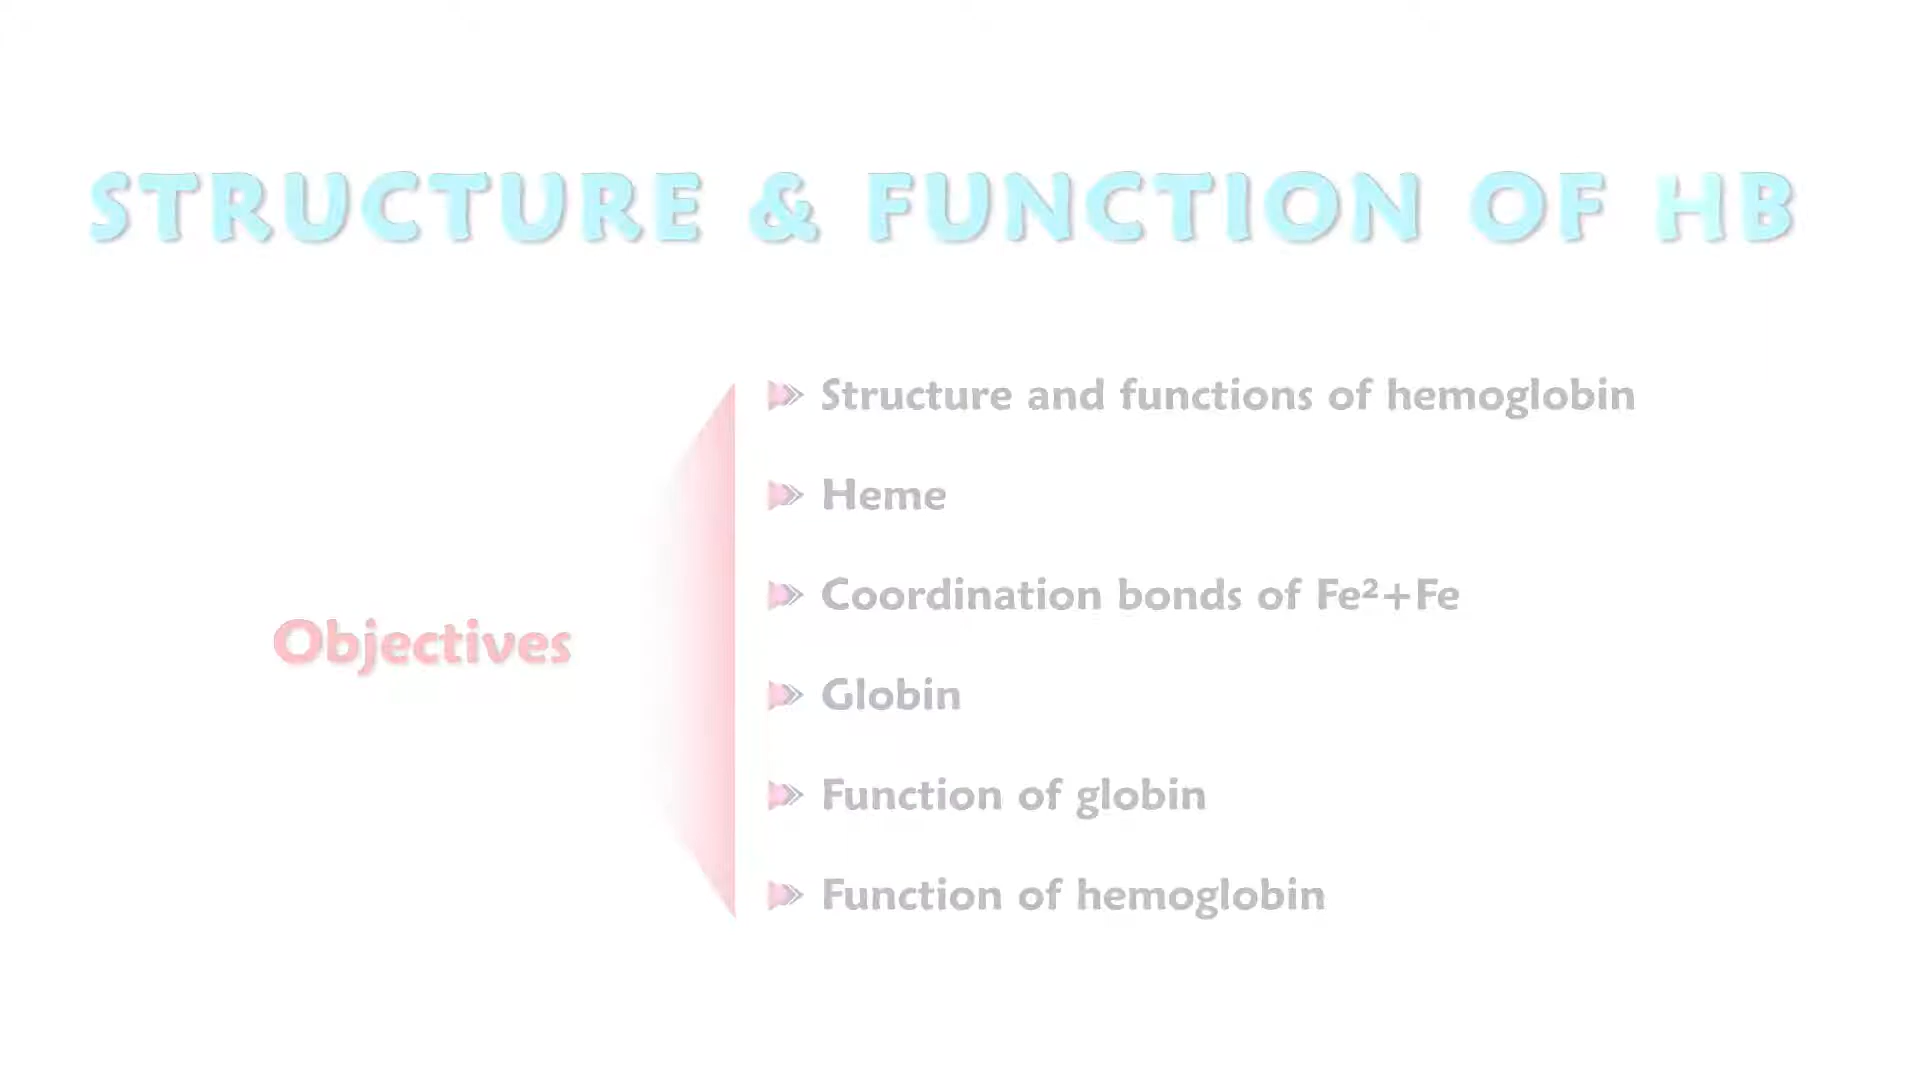 STRUCTURE & FUNCTION OF HB
Objectives
Structure and functions of hemoglobin
Heme
Coordination bonds of Fe²+Fe
Globin
Function of globin
Function of hemoglobin